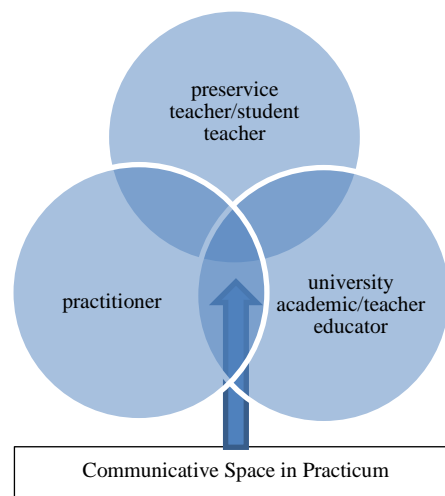 preservice
teacher/student
teacher
practitioner
university
academic/teacher
educator
Communicative Space in Practicum